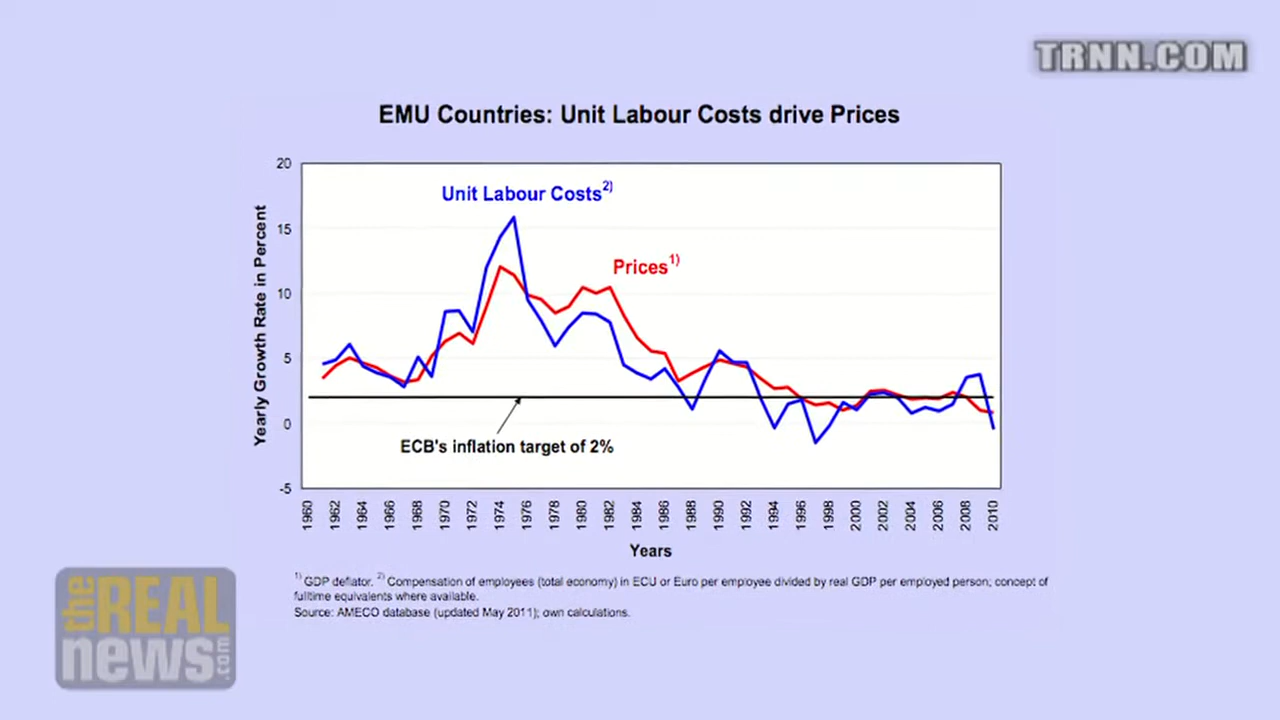 TRNN.COM
EMU Countries: Unit Labour Costs drive Prices
Yearly Growth Rate in Percent
20
15
10
5
0
-5
Unit Labour Costs2)
Prices1)
ECB's inflation target of 2%
1960 1962 1964 1966 1968 1970 1972 1974 1976 1978 1980 1982 1984 1986 1988 1990 1992 1994 1996 1998 2000 2002 2004 2006 2008 2010
Years
1) GDP deflator. 2) Compensation of employees (total economy) in ECU or Euro per employee divided by real GDP per employed person; concept of
fulltime equivalents where available.
Source: AMECO database (updated May 2011); own calculations.
the REAL
news.com